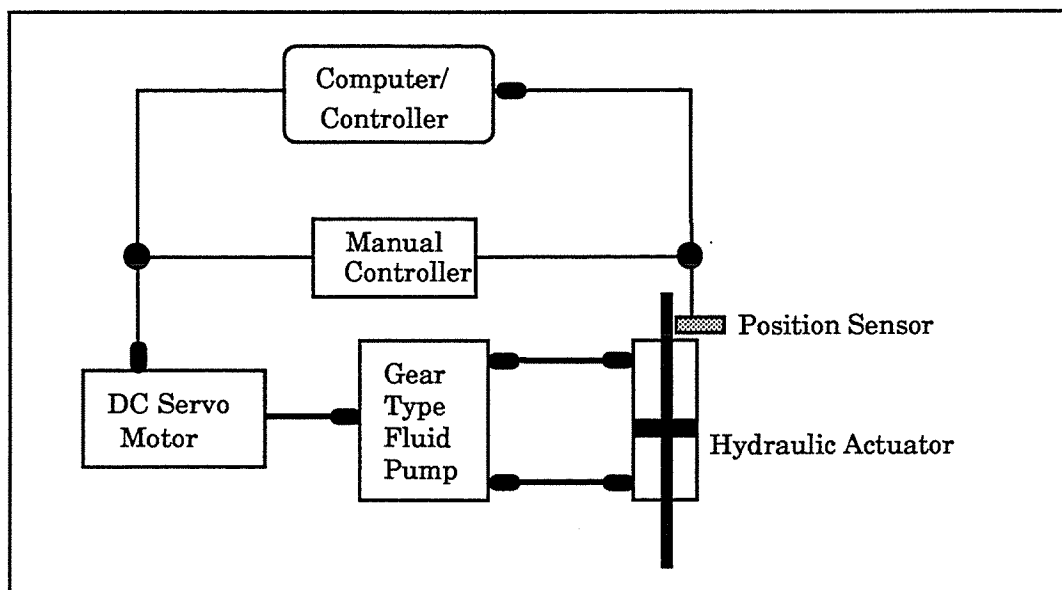 Computer/
Controller
Manual
Controller
Position Sensor
DC Servo
Motor
Gear
Type
Fluid
Pump
Hydraulic Actuator